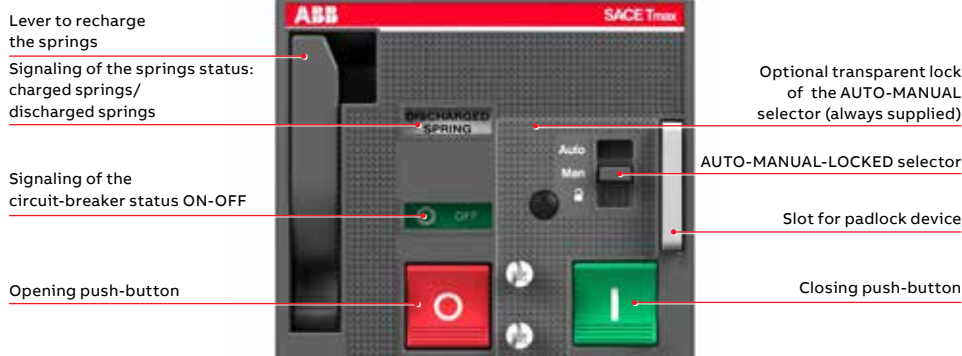 Lever to recharge
the springs
Signaling of the springs status:
charged springs/
discharged springs
Signaling of the
circuit-breaker status ON-OFF
Opening push-button
ABB
SACE Tmax
DISCHARGED
SPRING
OFF
Auto
Man
Optional transparent lock
of the AUTO-MANUAL
selector (always supplied)
AUTO-MANUAL-LOCKED selector
Slot for padlock device
Closing push-button